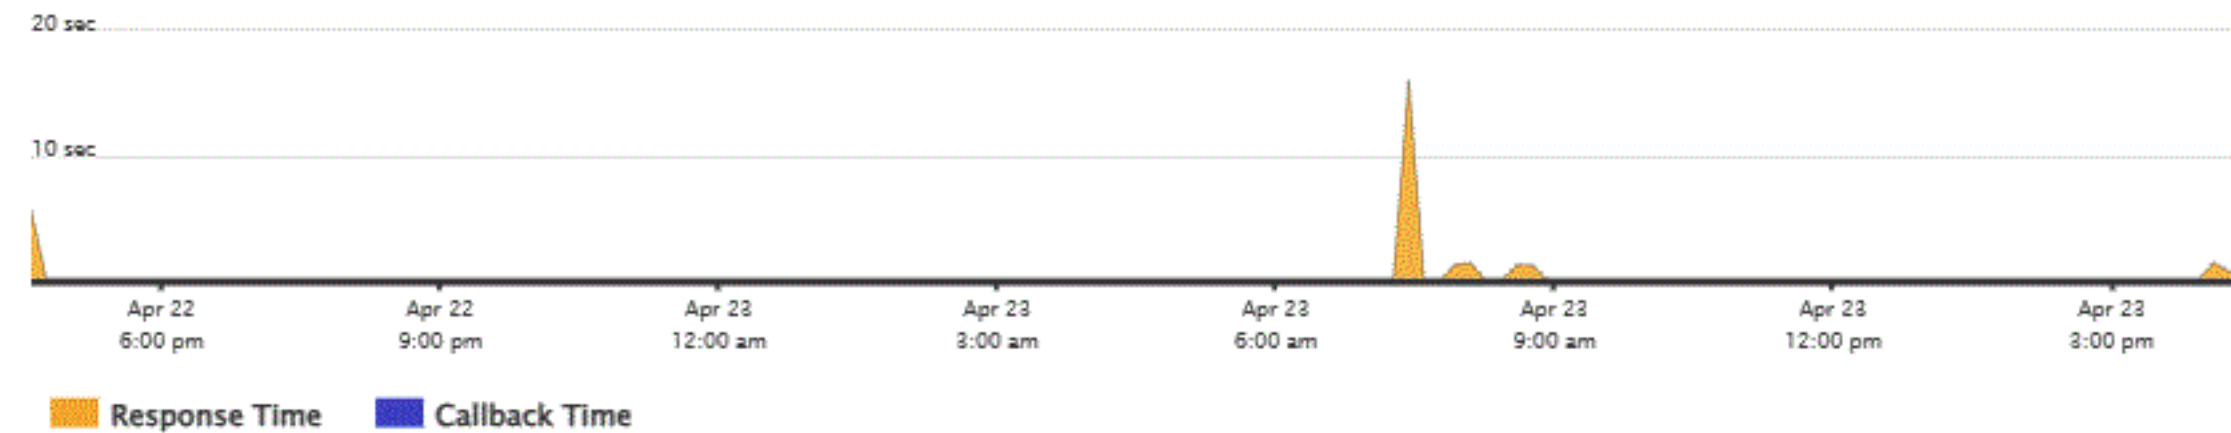 20 sec
10 sec
Apr 22 Apr 22 Apr 23 Apr 23 Apr 23 Apr 23 Apr 23 Apr 23
6:00 pm 9:00 pm 12:00 am 3:00 am 6:00 am 9:00 am 12:00 pm 3:00 pm
Response Time Callback Time